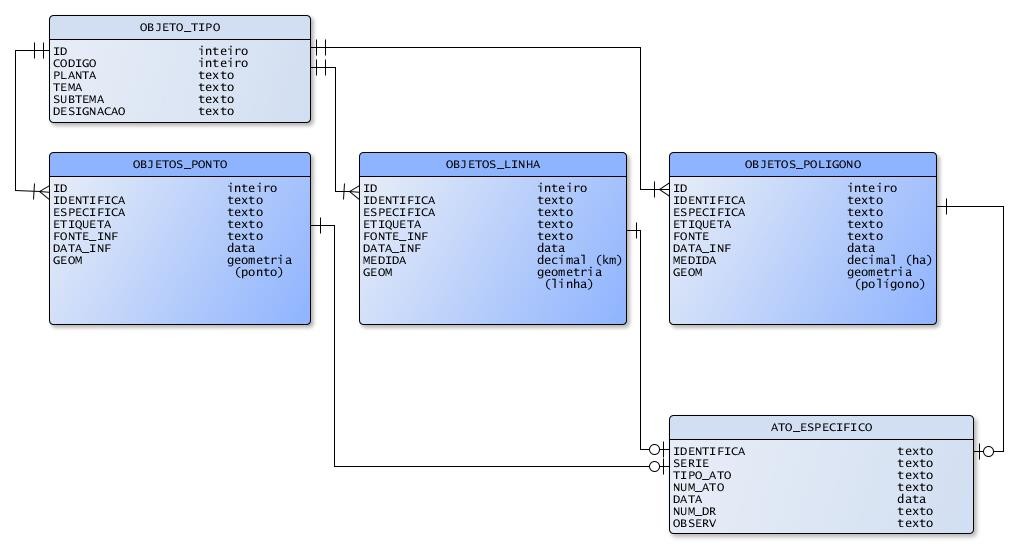 OBJETO_TIPO
ID inteiro
CODIGO inteiro
PLANTA texto
TEMA texto
SUBTEMA texto
DESIGNACAO texto
OBJETOS_PONTO
ID inteiro
IDENTIFICA texto
ESPECIFICA texto
ETIQUETA texto
FONTE_INF texto
DATA_INF data
GEOM geometria
(ponto)
OBJETOS_LINHA
ID inteiro
IDENTIFICA texto
ESPECIFICA texto
ETIQUETA texto
FONTE_INF texto
DATA_INF data
MEDIDA decimal (km)
GEOM geometria
(linha)
OBJETOS_POLIGONO
ID inteiro
IDENTIFICA texto
ESPECIFICA texto
ETIQUETA texto
FONTE texto
DATA_INF data
MEDIDA decimal (ha)
GEOM geometria
(polígono)
ATO_ESPECIFICO
IDENTIFICA texto
SERIE texto
TIPO_ATO texto
NUM_ATO texto
DATA data
NUM_DR texto
OBSERV texto